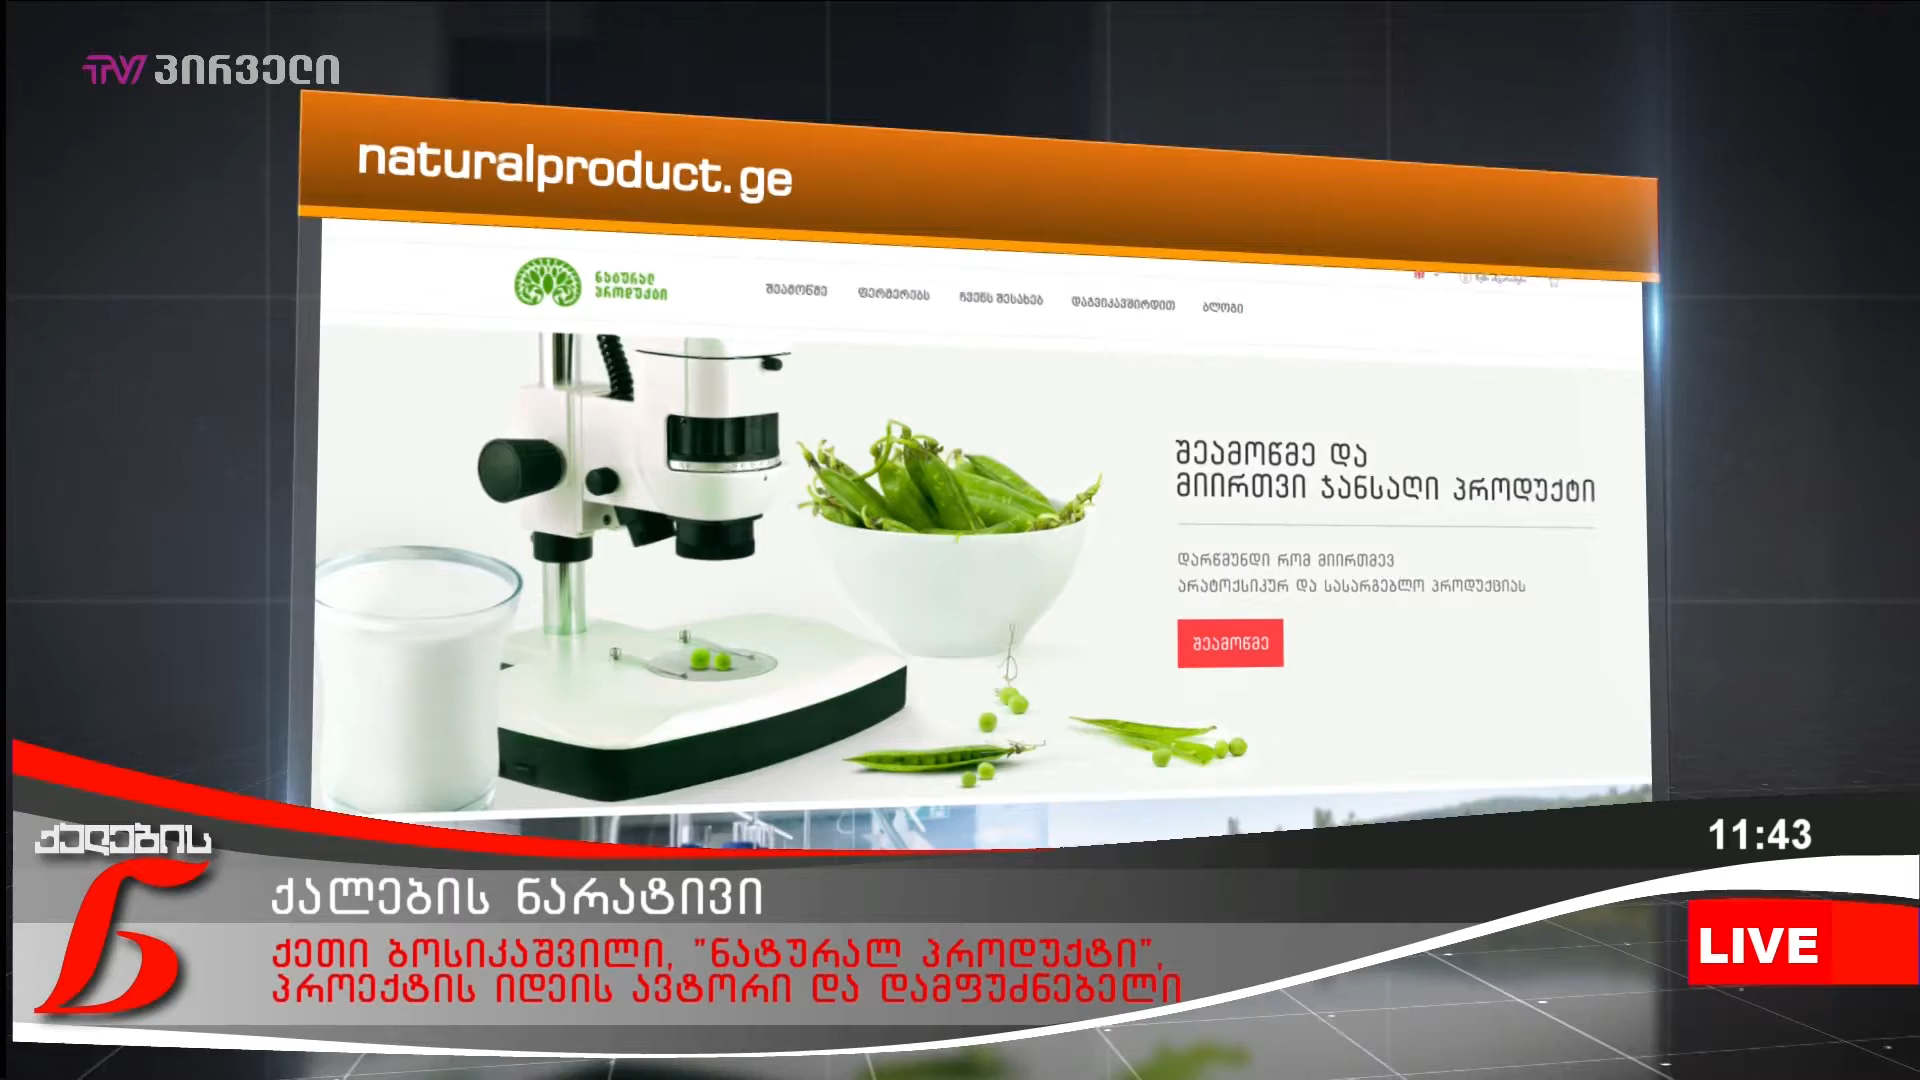 TV ᲞᲘᲠᲕᲔᲚᲘ
naturalproduct.ge
ნატურალ
პროდუქტი
შეამოწმე
ფერმერებს
ჩვენს შესახებ
დაგვიკავშირდით
ბლოგი
შეამოწმე და
მიირთვი ჯანსაღი პროდუქტი
დარწმუნდი რომ მიირთმევ
არატოქსიკურ და სასარგებლო პროდუქციას
შეამოწმე
11:43
ქალების
ნ
ქალების ნარატივი
ქეთი ბოსიკაშვილი, "ნატურალ პროდუქტი",
პროექტის იდეის ავტორი და დამფუძნებელი
LIVE